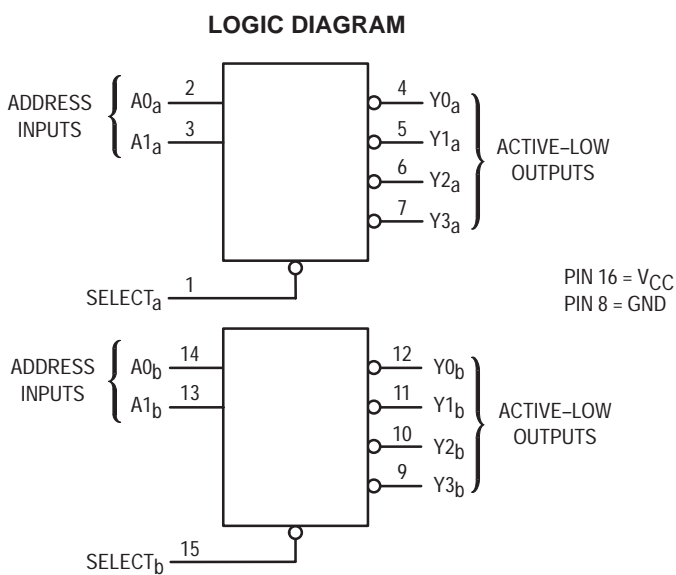 LOGIC DIAGRAM
ADDRESS
INPUTS
A0a 2
A1a 3
4 Y0a
5 Y1a
6 Y2a
7 Y3a
ACTIVE–LOW
OUTPUTS
SELECTa 1
PIN 16 = VCC
PIN 8 = GND
ADDRESS
INPUTS
A0b 14
A1b 13
12 Y0b
11 Y1b
10 Y2b
9 Y3b
ACTIVE–LOW
OUTPUTS
SELECTb 15